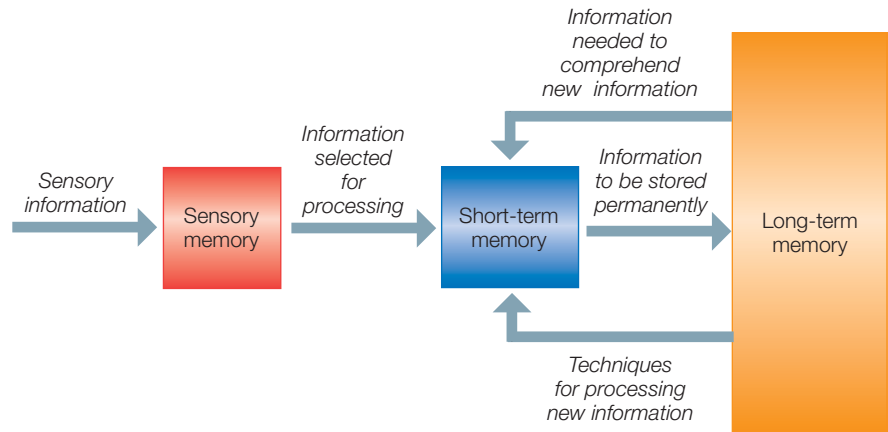 Sensory
information
Sensory
memory
Information
selected
for
processing
Short-term
memory
Information
needed to
comprehend
new information
Information
to be stored
permanently
Techniques
for processing
new information
Long-term
memory